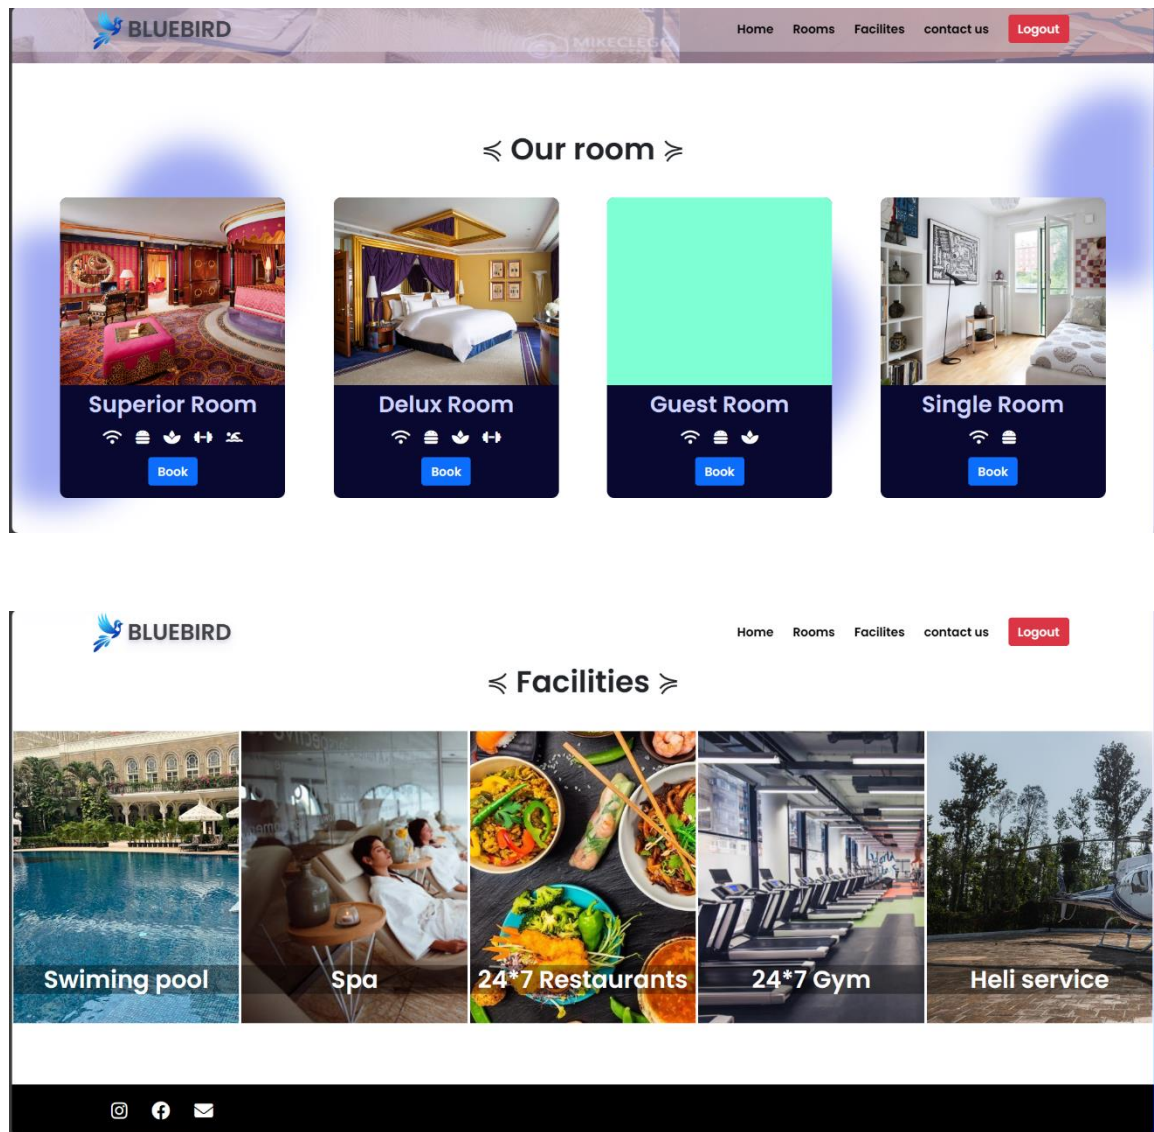 BLUEBIRD
Home Rooms Facilites contact us Logout
MIKECLEGG
≼ Our room ≽
Superior Room
Delux Room
Guest Room
Single Room
Book
Book
Book
Book
BLUEBIRD
Home Rooms Facilites contact us Logout
≼ Facilities ≽
Swiming pool
Spa
24*7 Restaurants
24*7 Gym
Heli service